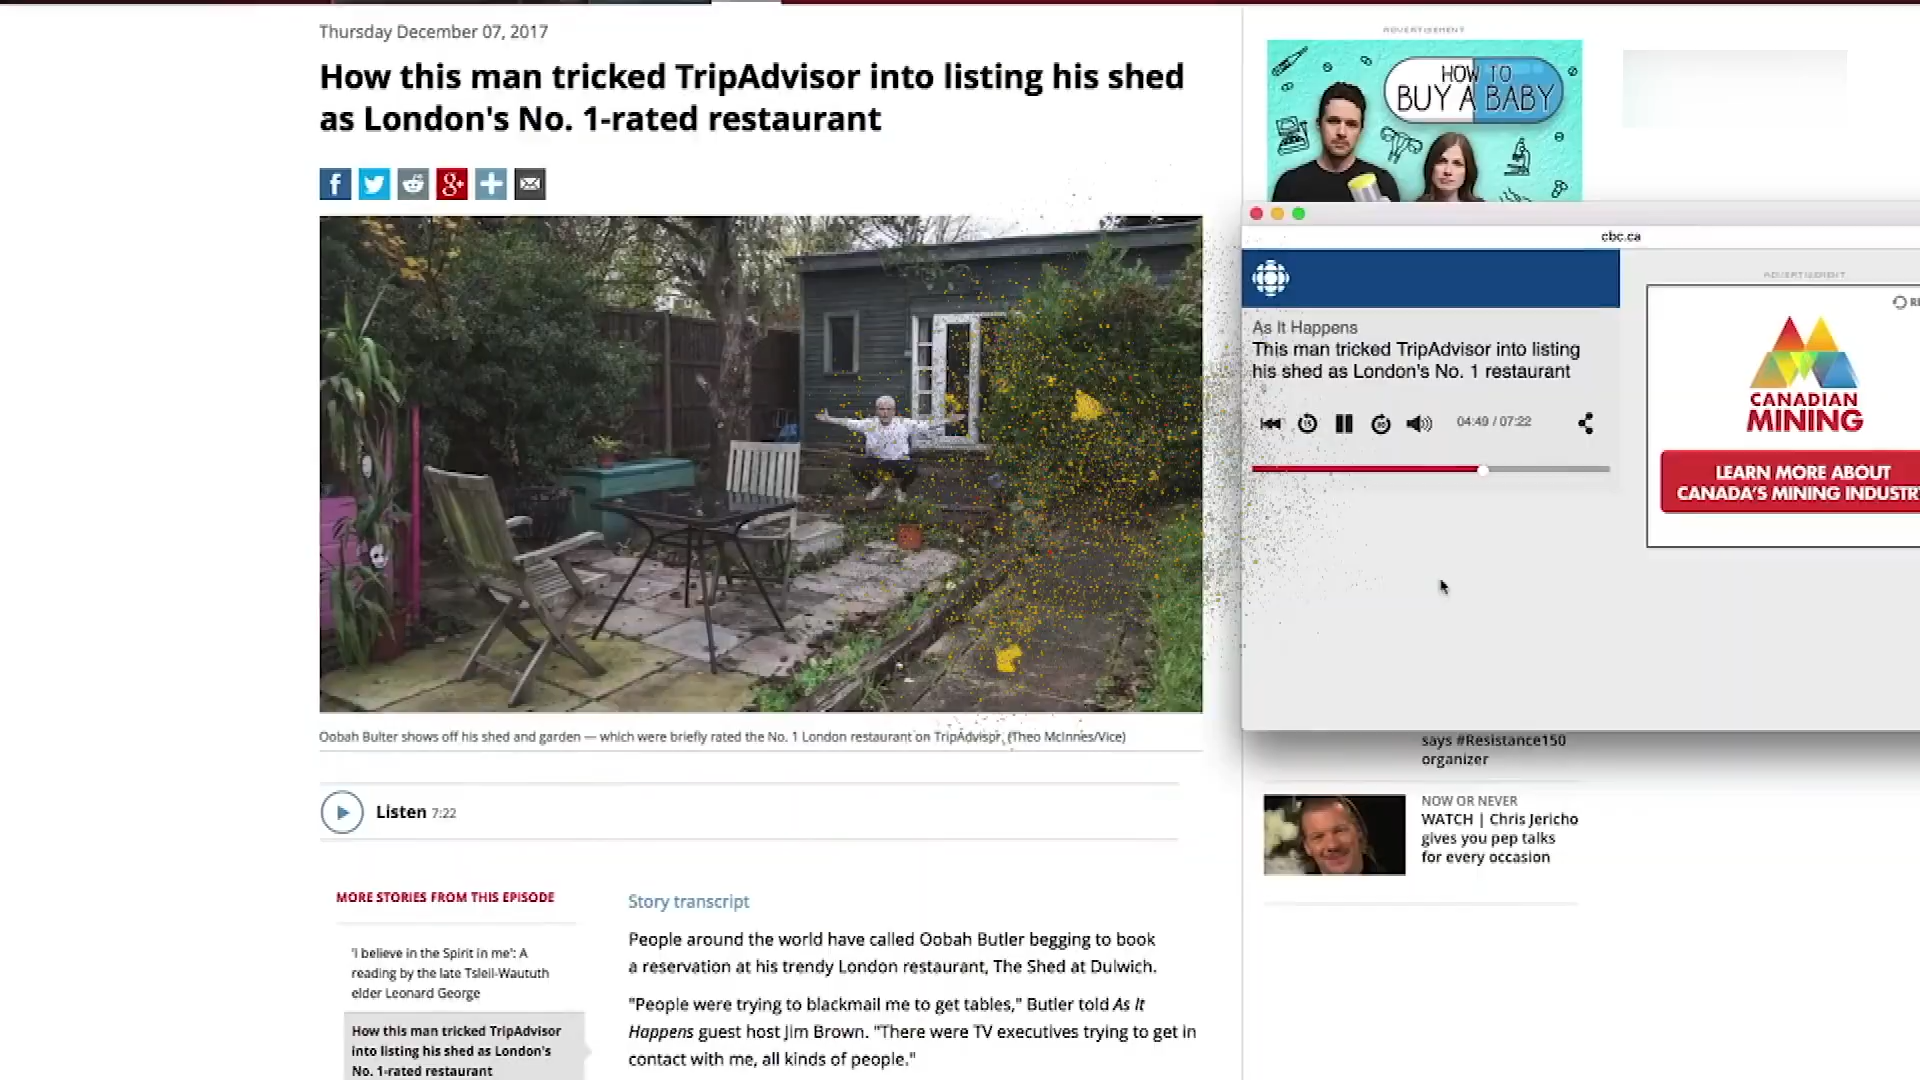 Thursday December 07, 2017
How this man tricked TripAdvisor into listing his shed
as London's No. 1-rated restaurant
Oobah Bulter shows off his shed and garden — which were briefly rated the No. 1 London restaurant on TripAdvisor. (Theo McInnes/Vice)
Listen 7:22
MORE STORIES FROM THIS EPISODE
'I believe in the Spirit in me': A
reading by the late Tsleil-Waututh
elder Leonard George
How this man tricked TripAdvisor
into listing his shed as London's
No. 1-rated restaurant
Story transcript
People around the world have called Oobah Butler begging to book
a reservation at his trendy London restaurant, The Shed at Dulwich.
"People were trying to blackmail me to get tables," Butler told As It
Happens guest host Jim Brown. "There were TV executives trying to get in
contact with me, all kinds of people."
ADVERTISEMENT
HOW TO
BUY A BABY
cbc.ca
As It Happens
This man tricked TripAdvisor into listing
his shed as London's No. 1 restaurant
04:49 / 07:22
ADVERTISEMENT
CANADIAN
MINING
LEARN MORE ABOUT
CANADA'S MINING INDUSTR
says #Resistance150
organizer
NOW OR NEVER
WATCH | Chris Jericho
gives you pep talks
for every occasion